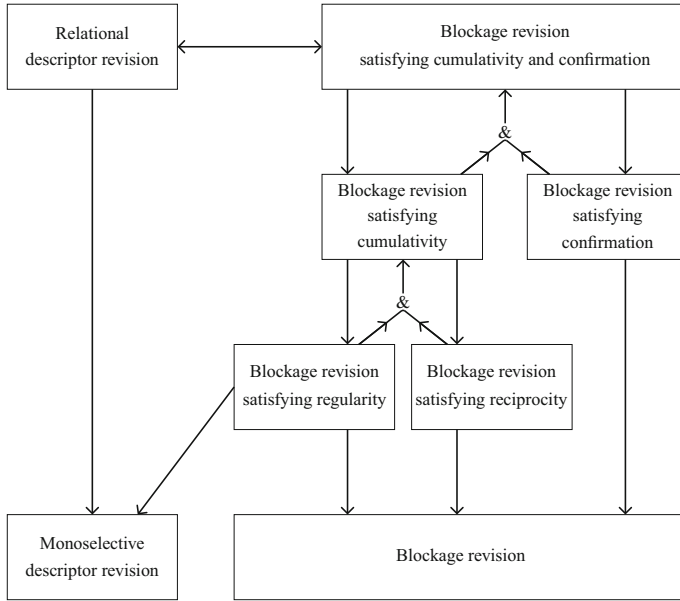 Relational
descriptor revision
Blockage revision
satisfying cumulativity and confirmation
&
Blockage revision
satisfying
cumulativity
Blockage revision
satisfying
confirmation
&
Blockage revision
satisfying regularity
Blockage revision
satisfying reciprocity
Monoselective
descriptor revision
Blockage revision